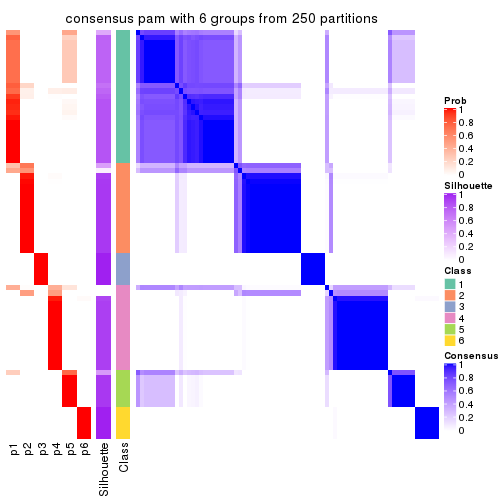 consensus pam with 6 groups from 250 partitions
Prob
1
0.8
0.6
0.4
0.2
0
Silhouette
1
0.8
0.6
0.4
0.2
0
Class
1
2
3
4
5
6
Consensus
1
0.8
0.6
0.4
0.2
0
p1
p2
p3
p4
p5
p6
Silhouette
Class